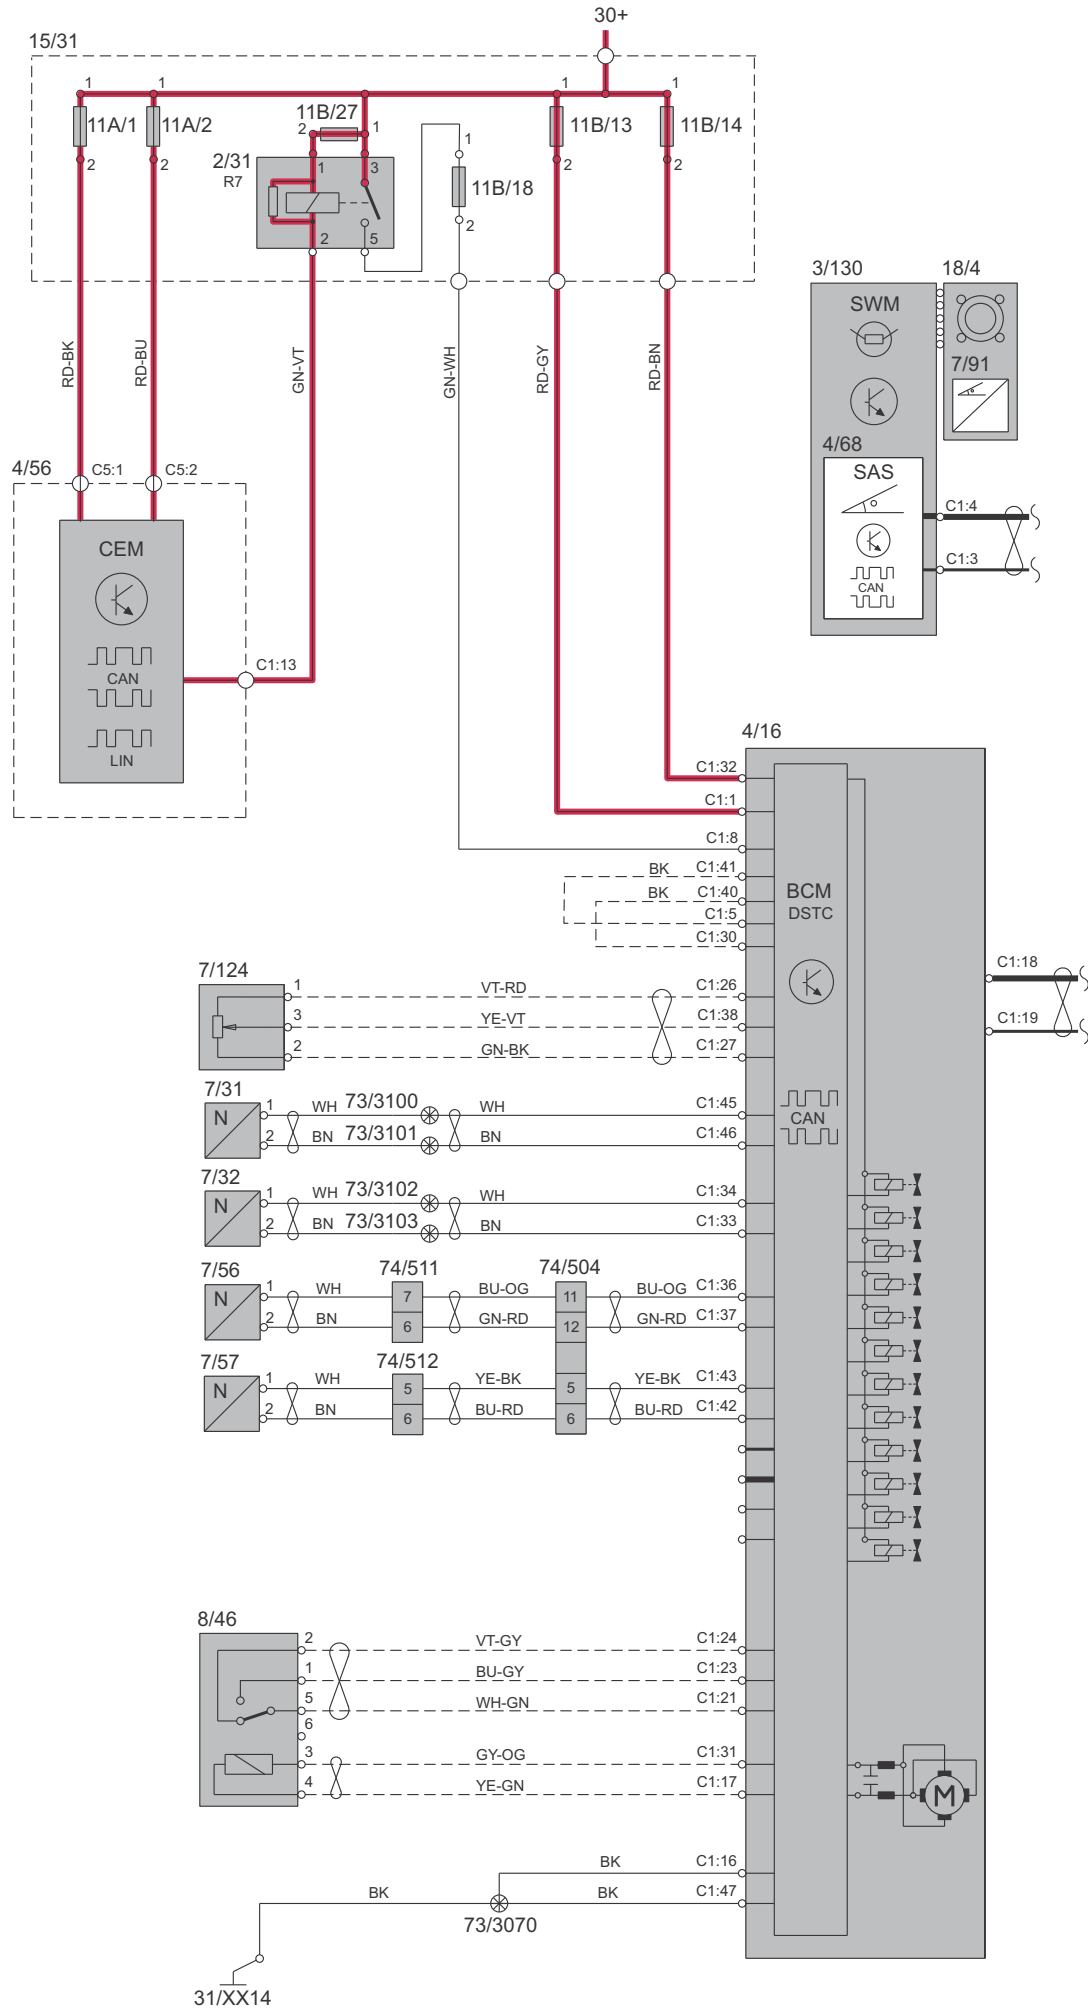 30+
15/31
1 1 1 1
11A/1 11A/2 11B/27 11B/13 11B/14
2 1
1
2/31
R7
1 3
11B/18
2 2 2 2
2 5 2
3/130 18/4
SWM
7/91
RD-BK RD-BU GN-VT GN-WH RD-GY RD-BN
4/68
4/56 C5:1 C5:2
SAS
C1:4
CEM
C1:3
CAN
C1:13
CAN
LIN
4/16
C1:32
C1:1
C1:8
BK C1:41
BK C1:40
BCM
C1:5
DSTC
C1:30
7/124
C1:18
1 VT-RD C1:26
3 YE-VT C1:38
C1:19
2 GN-BK C1:27
7/31
N 1 WH 73/3100 WH C1:45
CAN
2 BN 73/3101 BN C1:46
7/32
N 1 WH 73/3102 WH C1:34
2 BN 73/3103 BN C1:33
7/56 74/511 74/504
N 1 WH 7 BU-OG 11 BU-OG C1:36
2 BN 6 GN-RD 12 GN-RD C1:37
7/57 74/512
N 1 WH 5 YE-BK 5 YE-BK C1:43
2 BN 6 BU-RD 6 BU-RD C1:42
8/46
2 VT-GY C1:24
1 BU-GY C1:23
5 WH-GN C1:21
6
3 GY-OG C1:31
4 YE-GN C1:17
M
BK C1:16
BK BK C1:47
73/3070
31/XX14